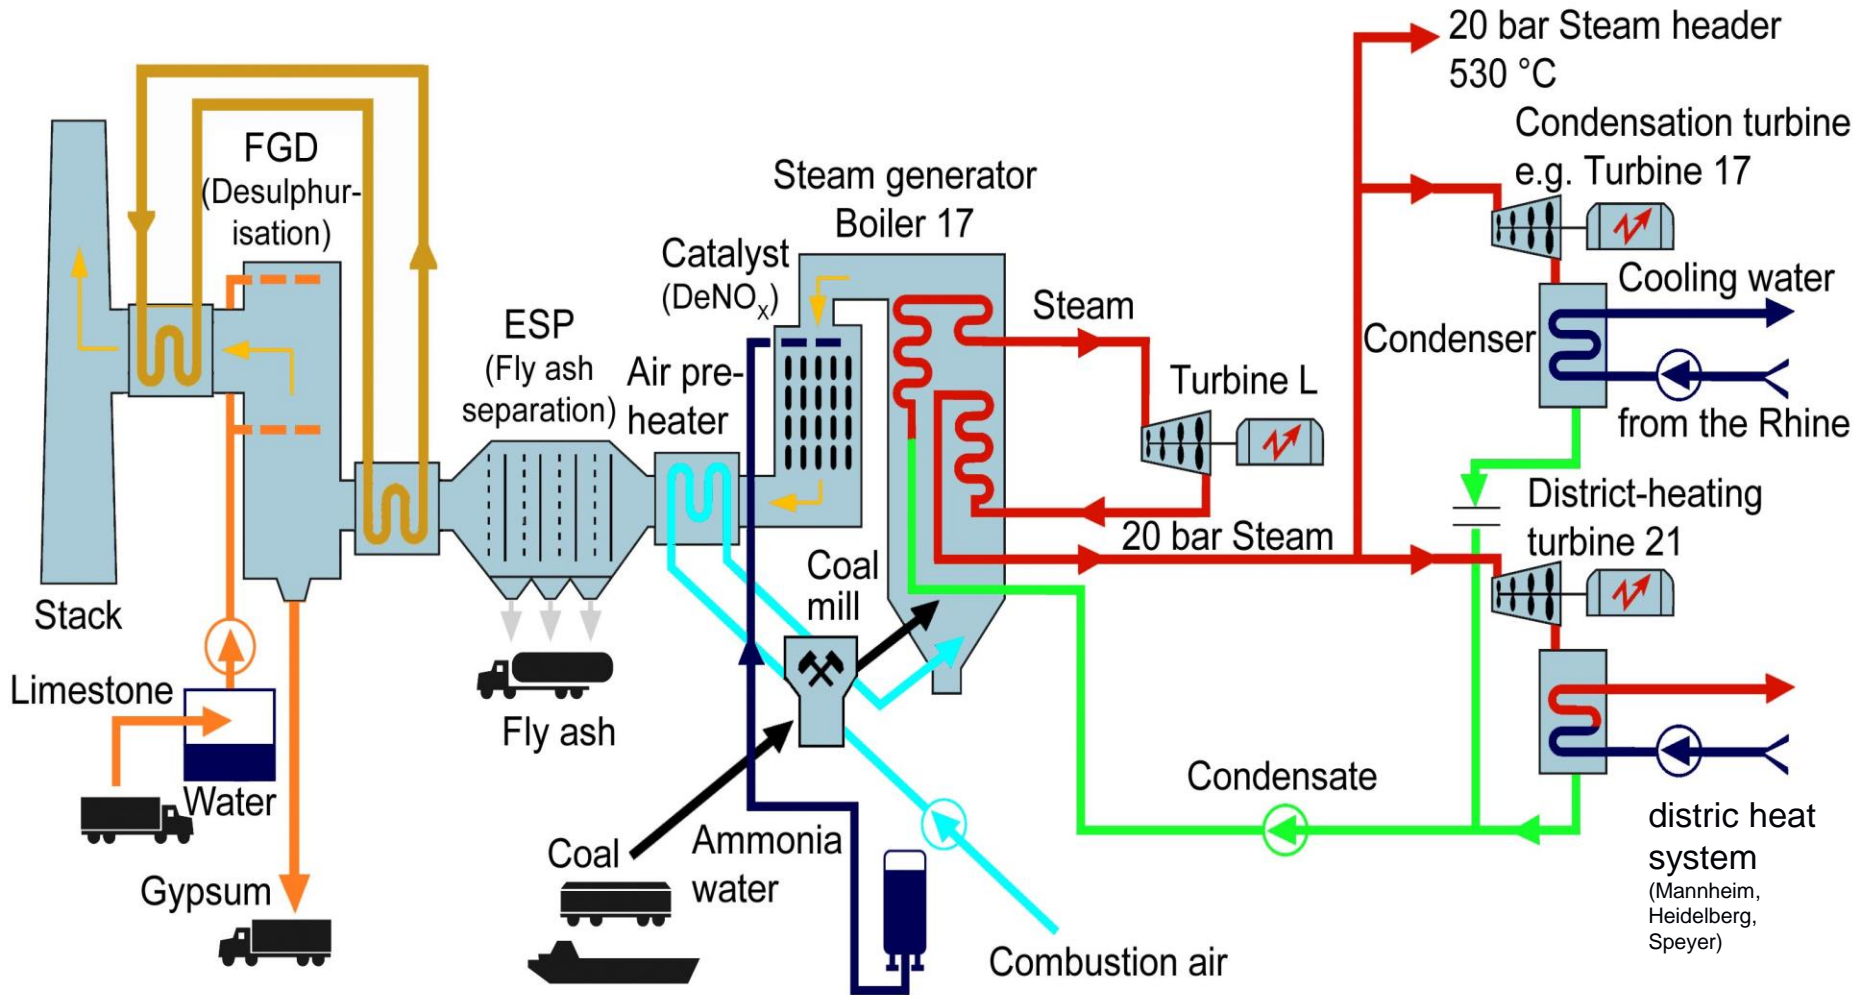 20 bar Steam header
530 °C
Condensation turbine
e.g. Turbine 17
FGD
(Desulphur-
isation)
Steam generator
Boiler 17
Catalyst
(DeNOx)
Steam
Cooling water
Condenser
ESP
(Fly ash
separation)
Air pre-
heater
Turbine L
from the Rhine
District-heating
turbine 21
20 bar Steam
Coal
mill
Stack
Limestone
Fly ash
Water
Condensate
distric heat
system
(Mannheim,
Heidelberg,
Speyer)
Coal
Ammonia
water
Gypsum
Combustion air